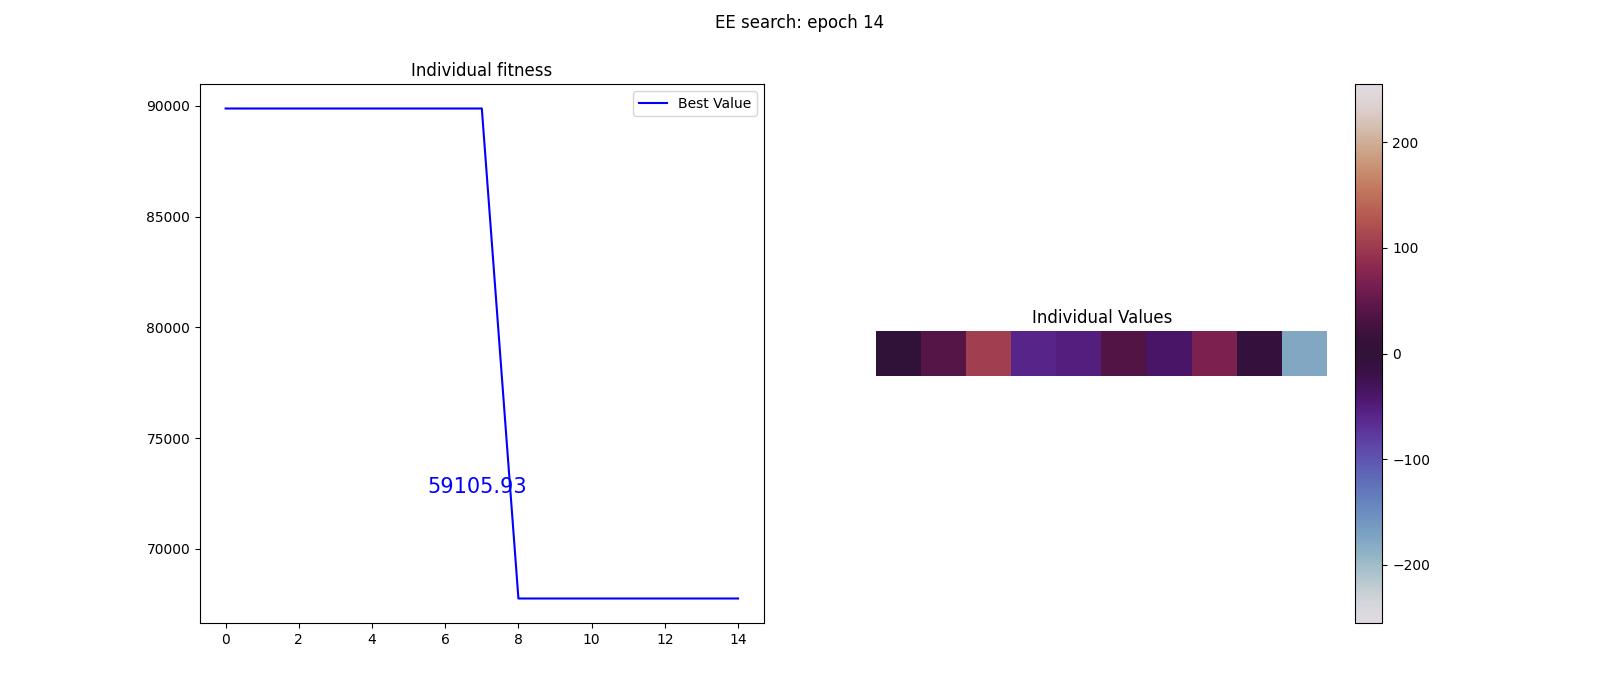 EE search: epoch 14
Individual fitness
Best Value
90000
85000
80000
75000
70000
59105.93
0 2 4 6 8 10 12 14
Individual Values
200
100
0
−100
−200